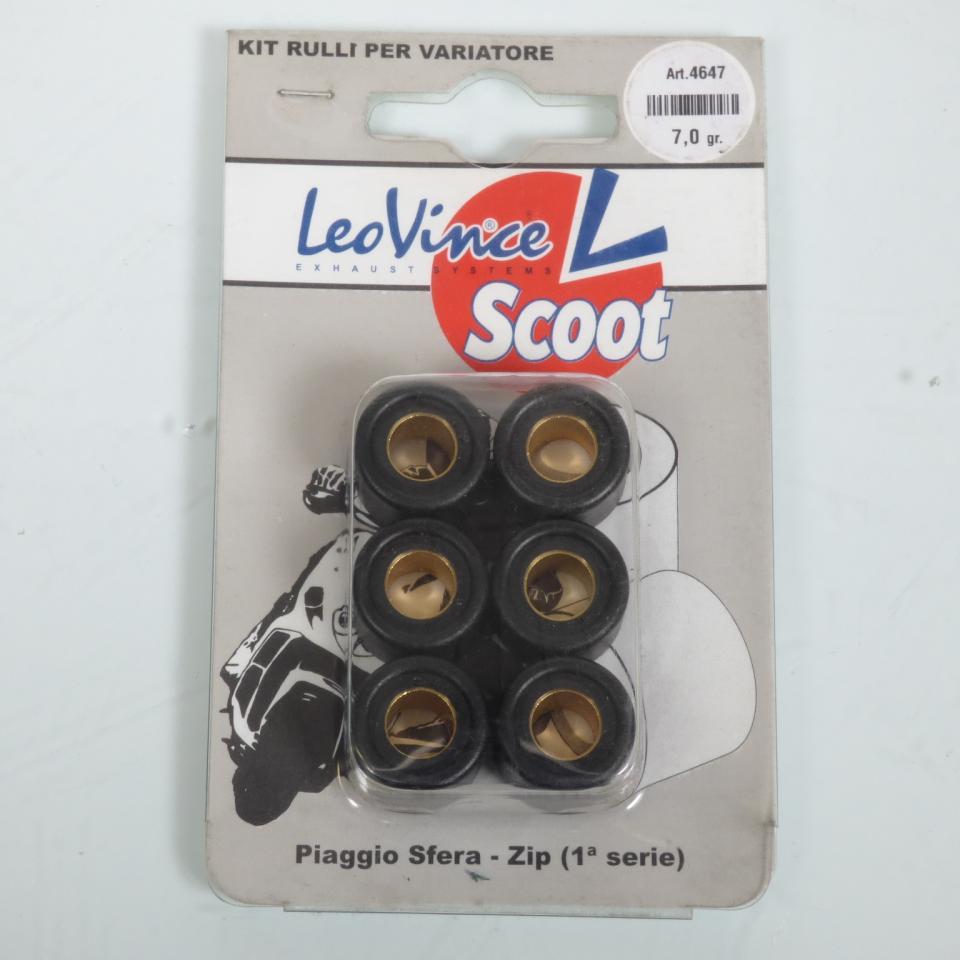 KIT RULLI PER VARIATORE
Art.4647
7,0 gr.
LeoVince®
EXHAUST SYSTEMS
L
Scoot
Piaggio Sfera - Zip (1ª serie)